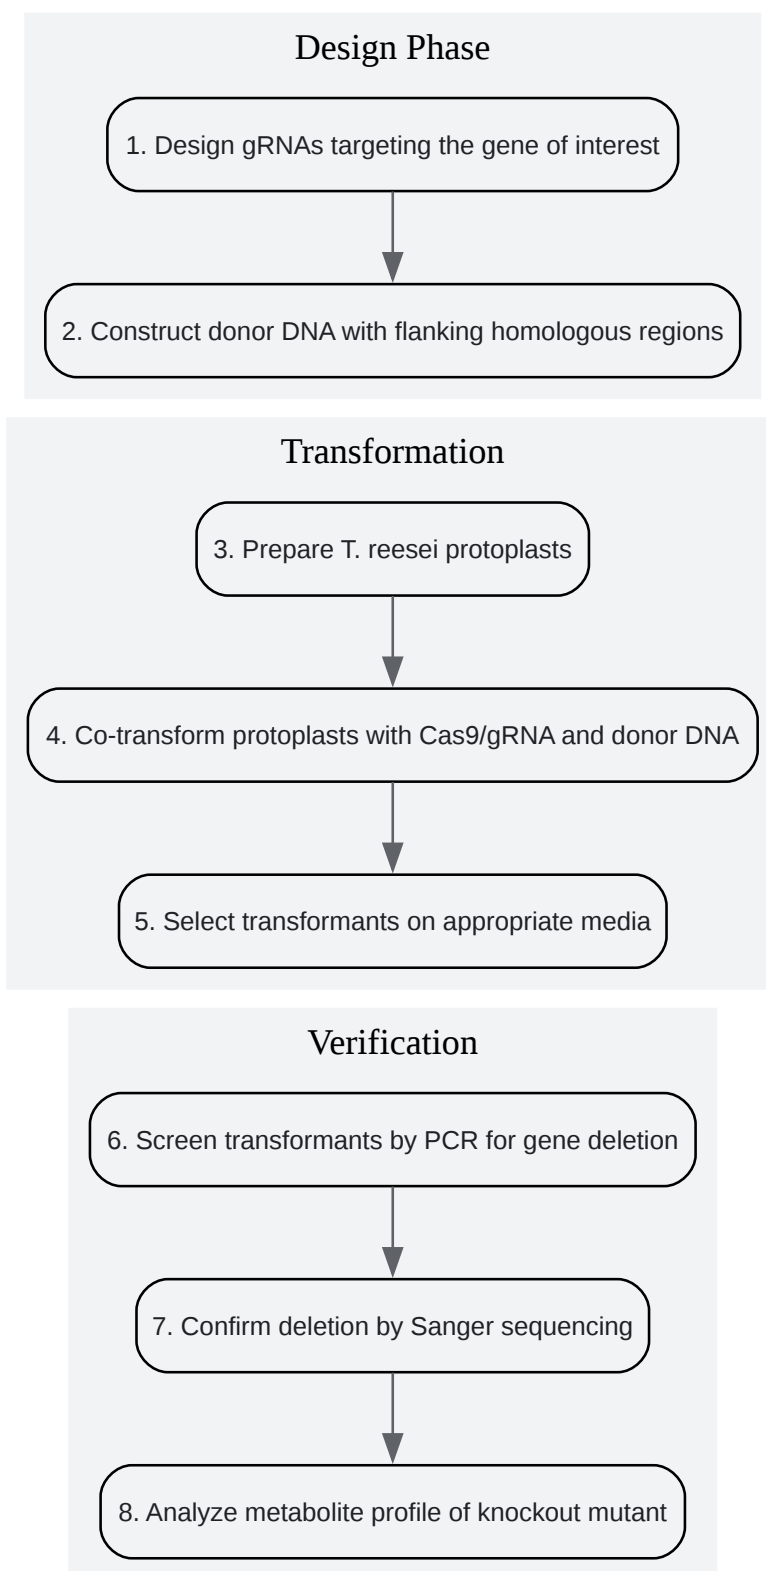 Design Phase
1. Design gRNAs targeting the gene of interest
2. Construct donor DNA with flanking homologous regions
Transformation
3. Prepare T. reesei protoplasts
4. Co-transform protoplasts with Cas9/gRNA and donor DNA
5. Select transformants on appropriate media
Verification
6. Screen transformants by PCR for gene deletion
7. Confirm deletion by Sanger sequencing
8. Analyze metabolite profile of knockout mutant